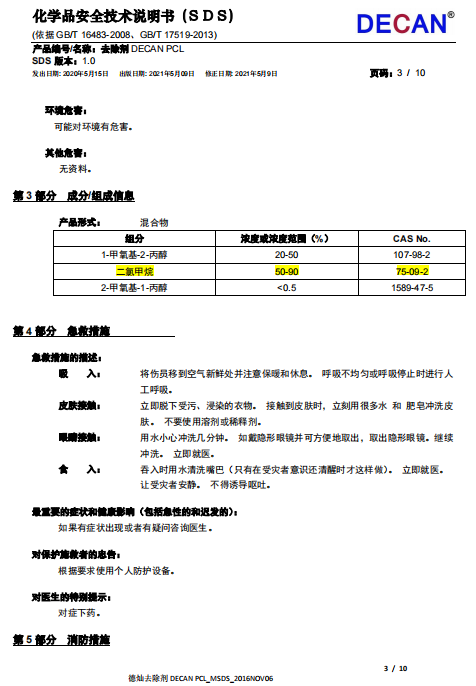 化学品安全技术说明书（SDS）
DECAN®
(依据 GB/T 16483-2008、GB/T 17519-2013)
产品编号/名称：去除剂 DECAN PCL
SDS 版本：1.0
发出日期：2020年5月15日 出版日期：2021年5月09日 修正日期：2021年5月9日 页码：3 / 10
环境危害：
可能对环境有危害。
其他危害：
无资料。
第 3 部分 成分/组成信息
产品形式： 混合物
组分 浓度或浓度范围（%） CAS No.
1-甲氧基-2-丙醇 20-50 107-98-2
二氯甲烷 50-90 75-09-2
2-甲氧基-1-丙醇 <0.5 1589-47-5
第 4 部分 急救措施
急救措施的描述：
吸 入： 将伤员移到空气新鲜处并注意保暖和休息。 呼吸不均匀或呼吸停止时进行人
工呼吸。
皮肤接触： 立即脱下受污、浸染的衣物。 接触到皮肤时，立刻用很多水 和 肥皂冲洗皮
肤。 不要使用溶剂或稀释剂。
眼睛接触： 用水小心冲洗几分钟。 如戴隐形眼镜并可方便地取出，取出隐形眼镜。继续
冲洗。 立即就医。
食 入： 吞入时用水清洗嘴巴（只有在受灾者意识还清醒时才这样做）。 立即就医。
让受灾者安静。 不得诱导呕吐。
最重要的症状和健康影响（包括急性的和迟发的）：
如果有症状出现或者有疑问咨询医生。
对保护施救者的忠告：
根据要求使用个人防护设备。
对医生的特别提示：
对症下药。
第 5 部分 消防措施
3 / 10
德灿去除剂 DECAN PCL_MSDS_2016NOV06